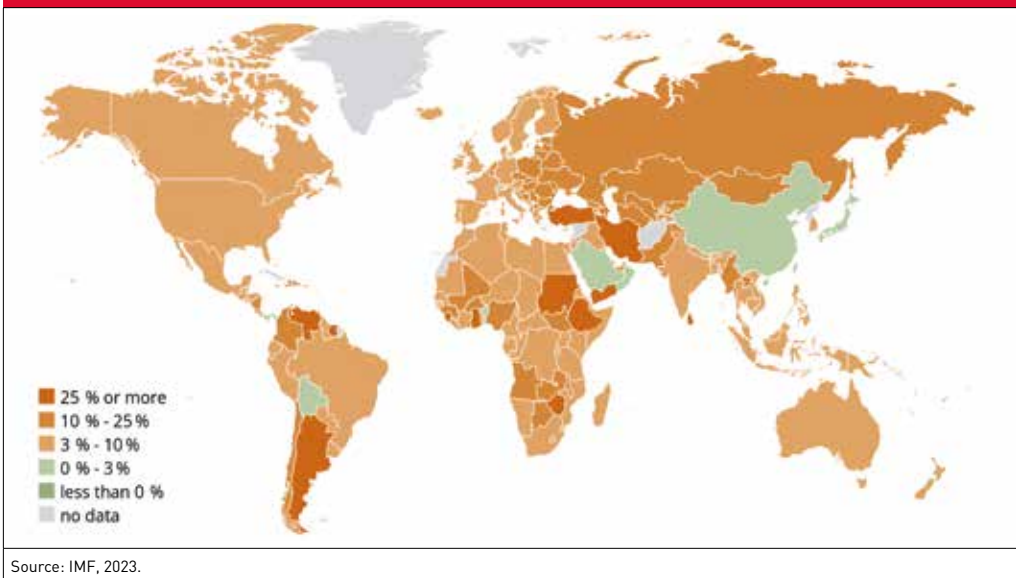 25 % or more
10 % - 25 %
3 % - 10 %
0 % - 3 %
less than 0 %
no data
Source: IMF, 2023.